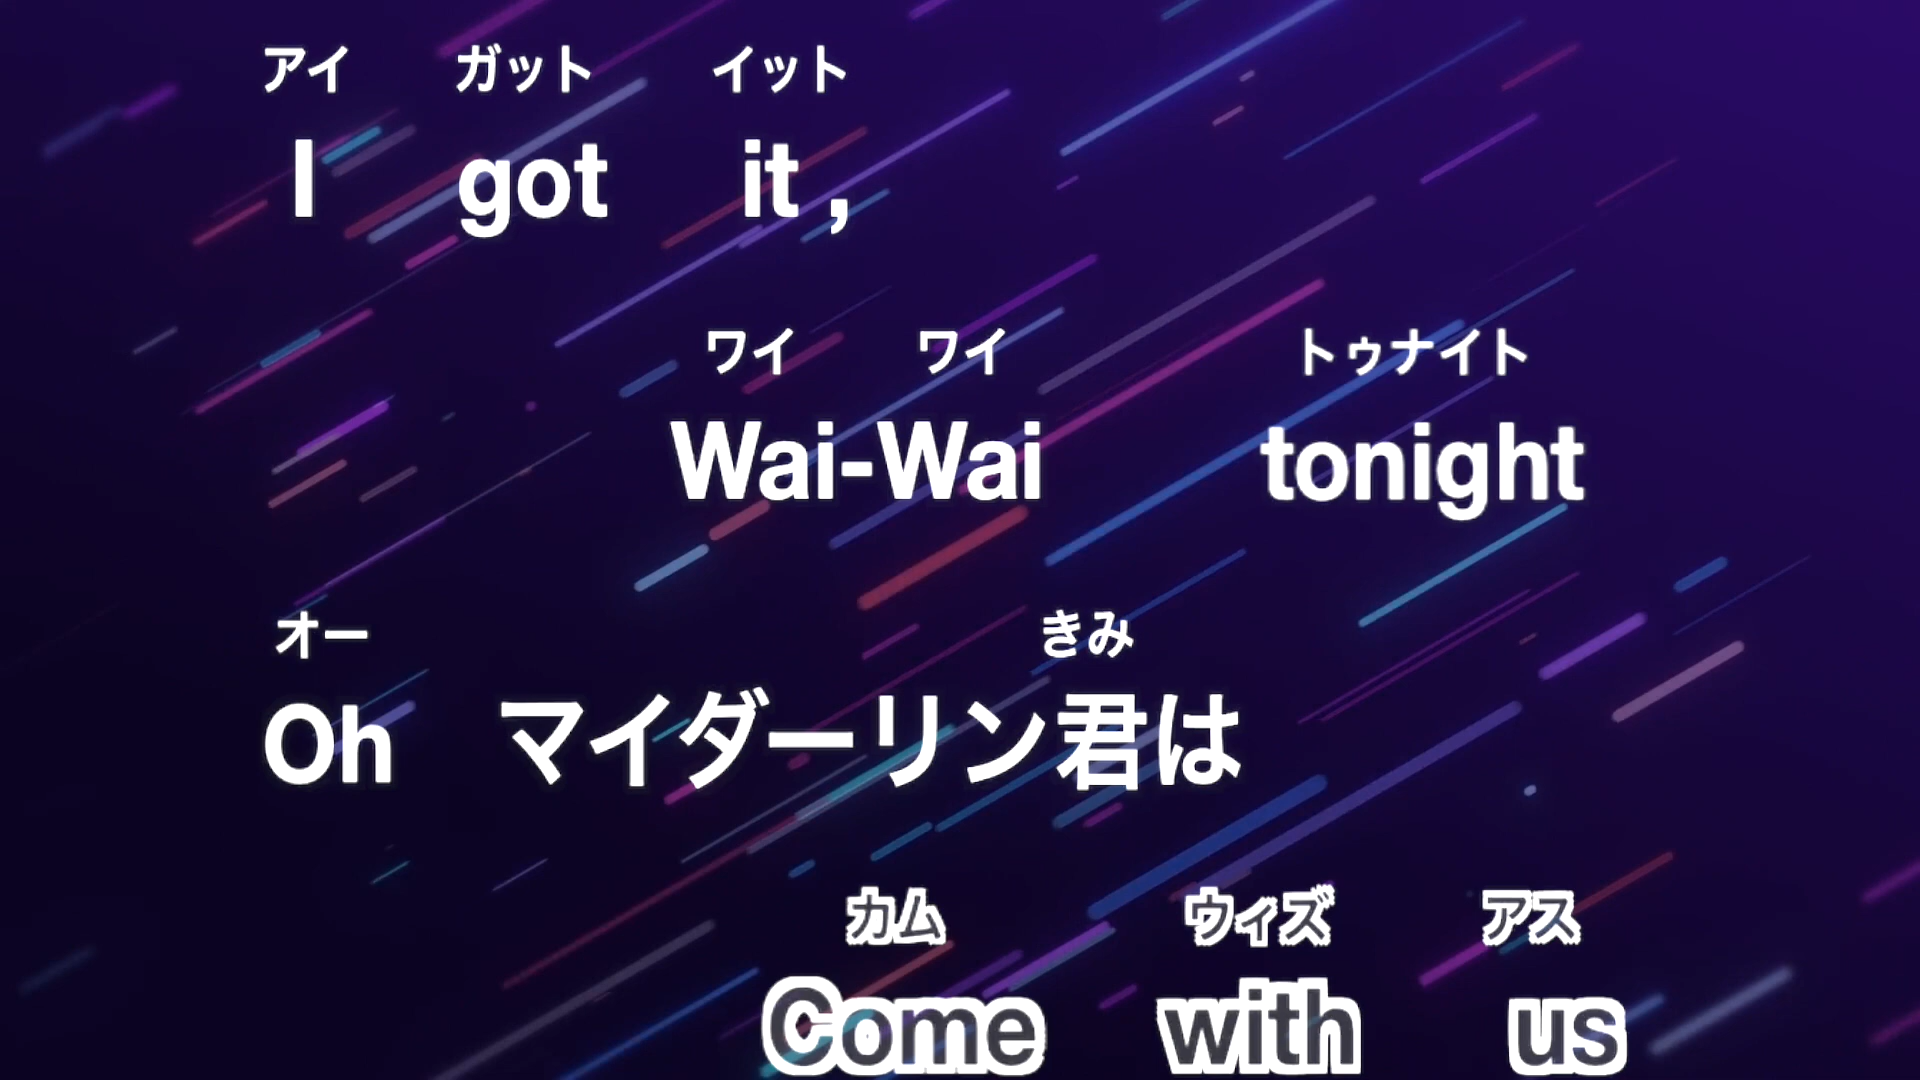 アイ ガット イット
I got it ,
ワイ ワイ トゥナイト
Wai-Wai tonight
オー きみ
Oh マイダーリン君は
カム ウィズ アス
Come with us